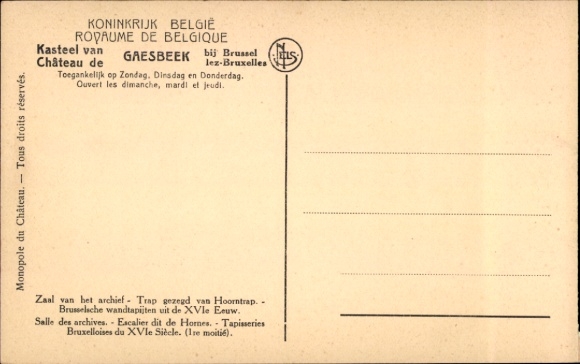 KONINKRIJK BELGIË
ROYAUME DE BELGIQUE
Kasteel van GAESBEEK bij Brussel
Château de lez-Bruxelles
NELS
Toegankelijk op Zondag, Dinsdag en Donderdag.
Ouvert les dimanche, mardi et jeudi.
Monopole du Château. — Tous droits réservés.
Zaal van het archief - Trap gezegd van Hoorntrap. -
Brusselsche wandtapijten uit de XVIe Eeuw.
Salle des archives. - Escalier dit de Hornes. - Tapisseries
Bruxelloises du XVIe Siècle. (1re moitié).